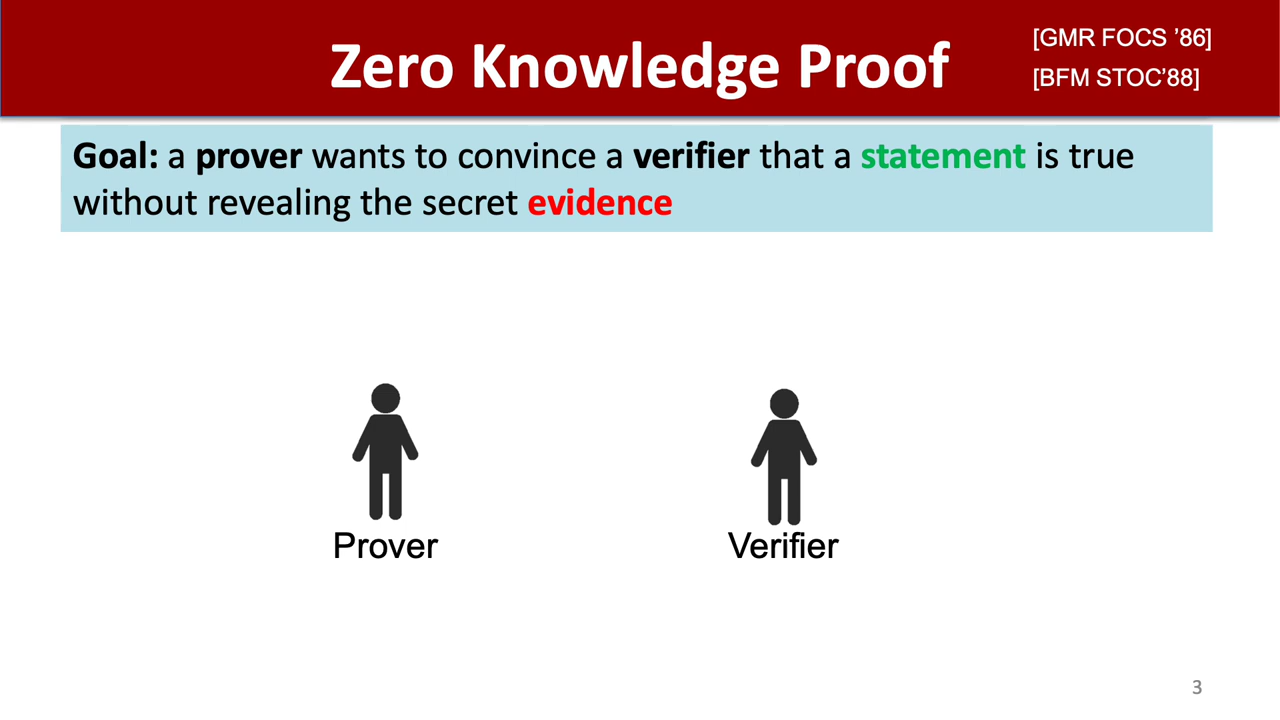 Zero Knowledge Proof
[GMR FOCS ’86]
[BFM STOC’88]
Goal: a prover wants to convince a verifier that a statement is true
without revealing the secret evidence
Prover
Verifier
3